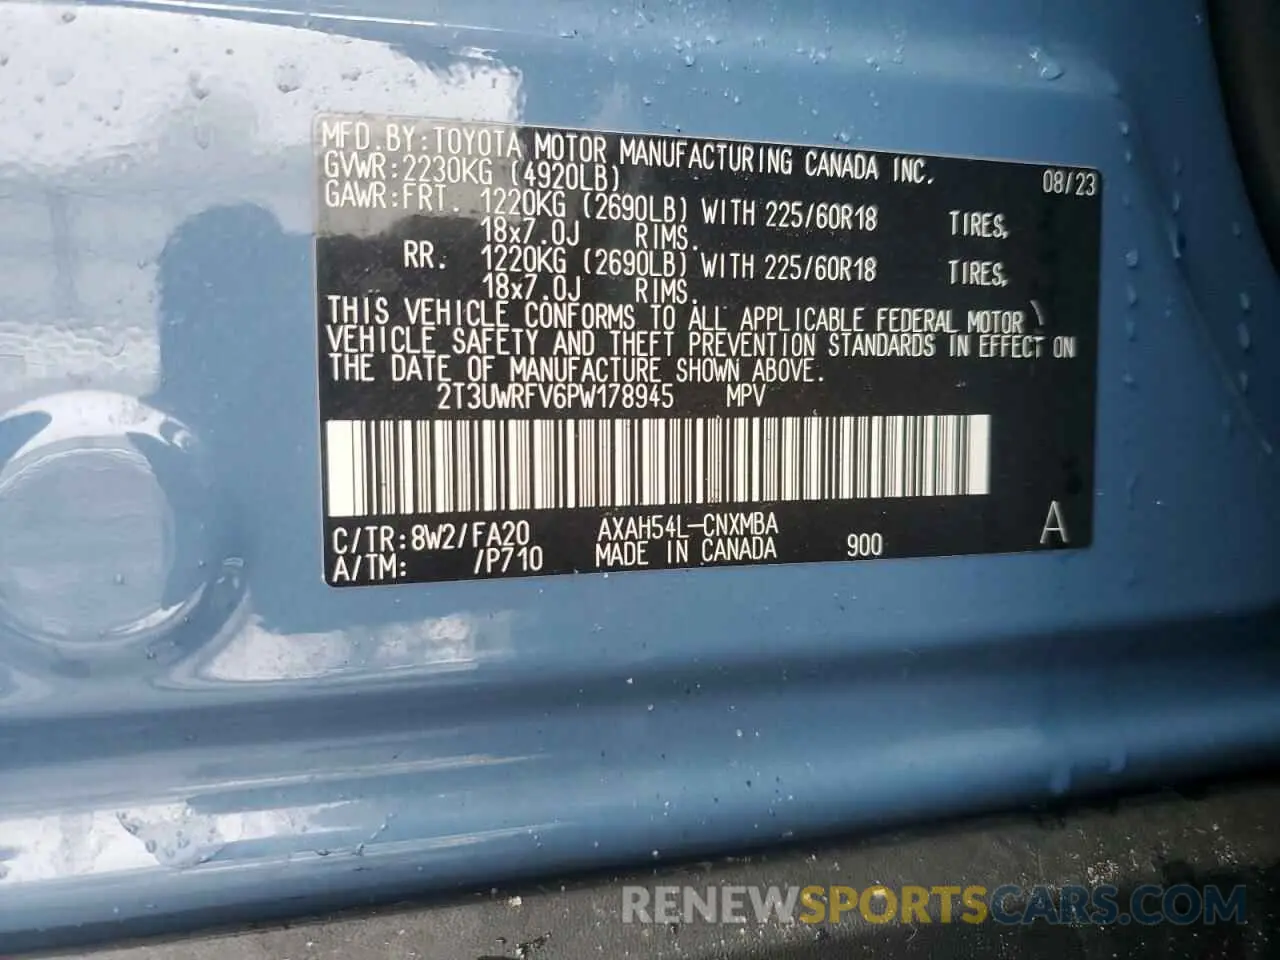 MFD.BY:TOYOTA MOTOR MANUFACTURING CANADA INC.
GVWR:2230KG (4920LB) 08/23
GAWR:FRT. 1220KG (2690LB) WITH 225/60R18 TIRES,
18x7.0J RIMS.
RR. 1220KG (2690LB) WITH 225/60R18 TIRES,
18x7.0J RIMS.
THIS VEHICLE CONFORMS TO ALL APPLICABLE FEDERAL MOTOR
VEHICLE SAFETY AND THEFT PREVENTION STANDARDS IN EFFECT ON
THE DATE OF MANUFACTURE SHOWN ABOVE.
2T3UWRFV6PW178945 MPV
C/TR:8W2/FA20 AXAH54L-CNXMBA
A/TM: /P710 MADE IN CANADA 900 A
RENEWSPORTSCARS.COM